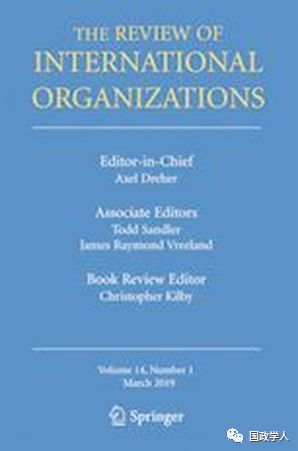 THE REVIEW OF
INTERNATIONAL
ORGANIZATIONS
Editor-in-Chief
Axel Dreher
Associate Editors
Todd Sandler
James Raymond Vreeland
Book Review Editor
Christopher Kilby
Volume 14, Number 1
March 2019
Springer
国政学人